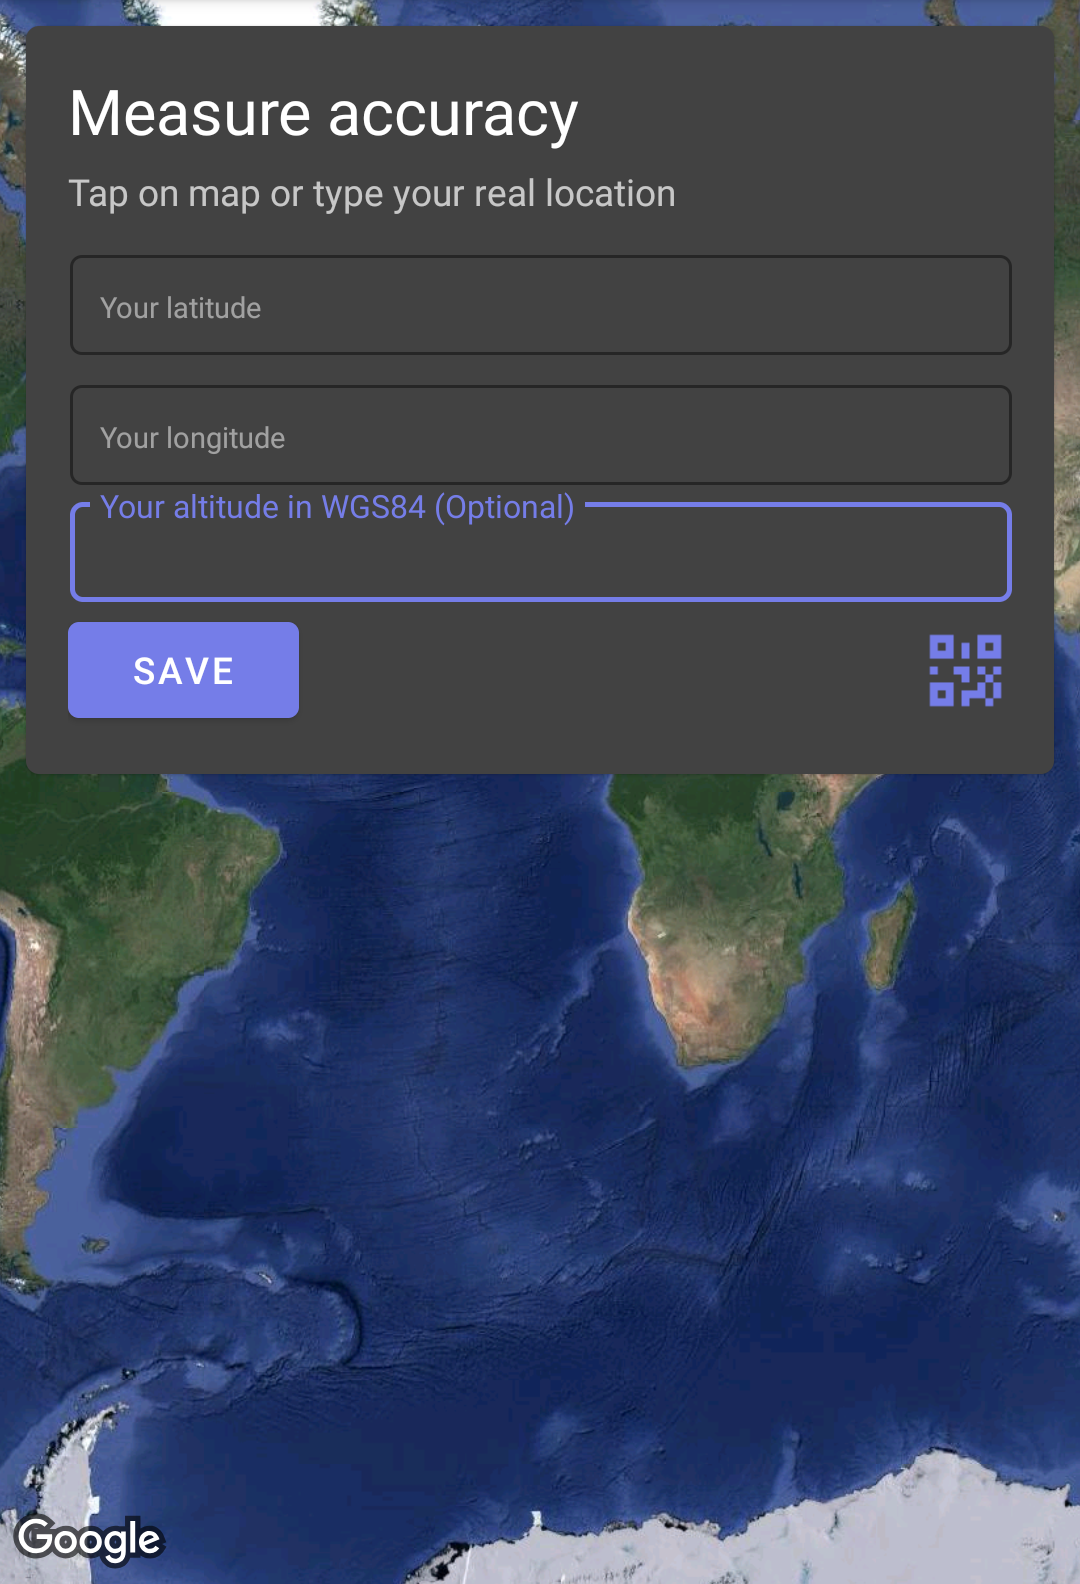 Measure accuracy
Tap on map or type your real location
Your latitude
Your longitude
Your altitude in WGS84 (Optional)
SAVE
Google